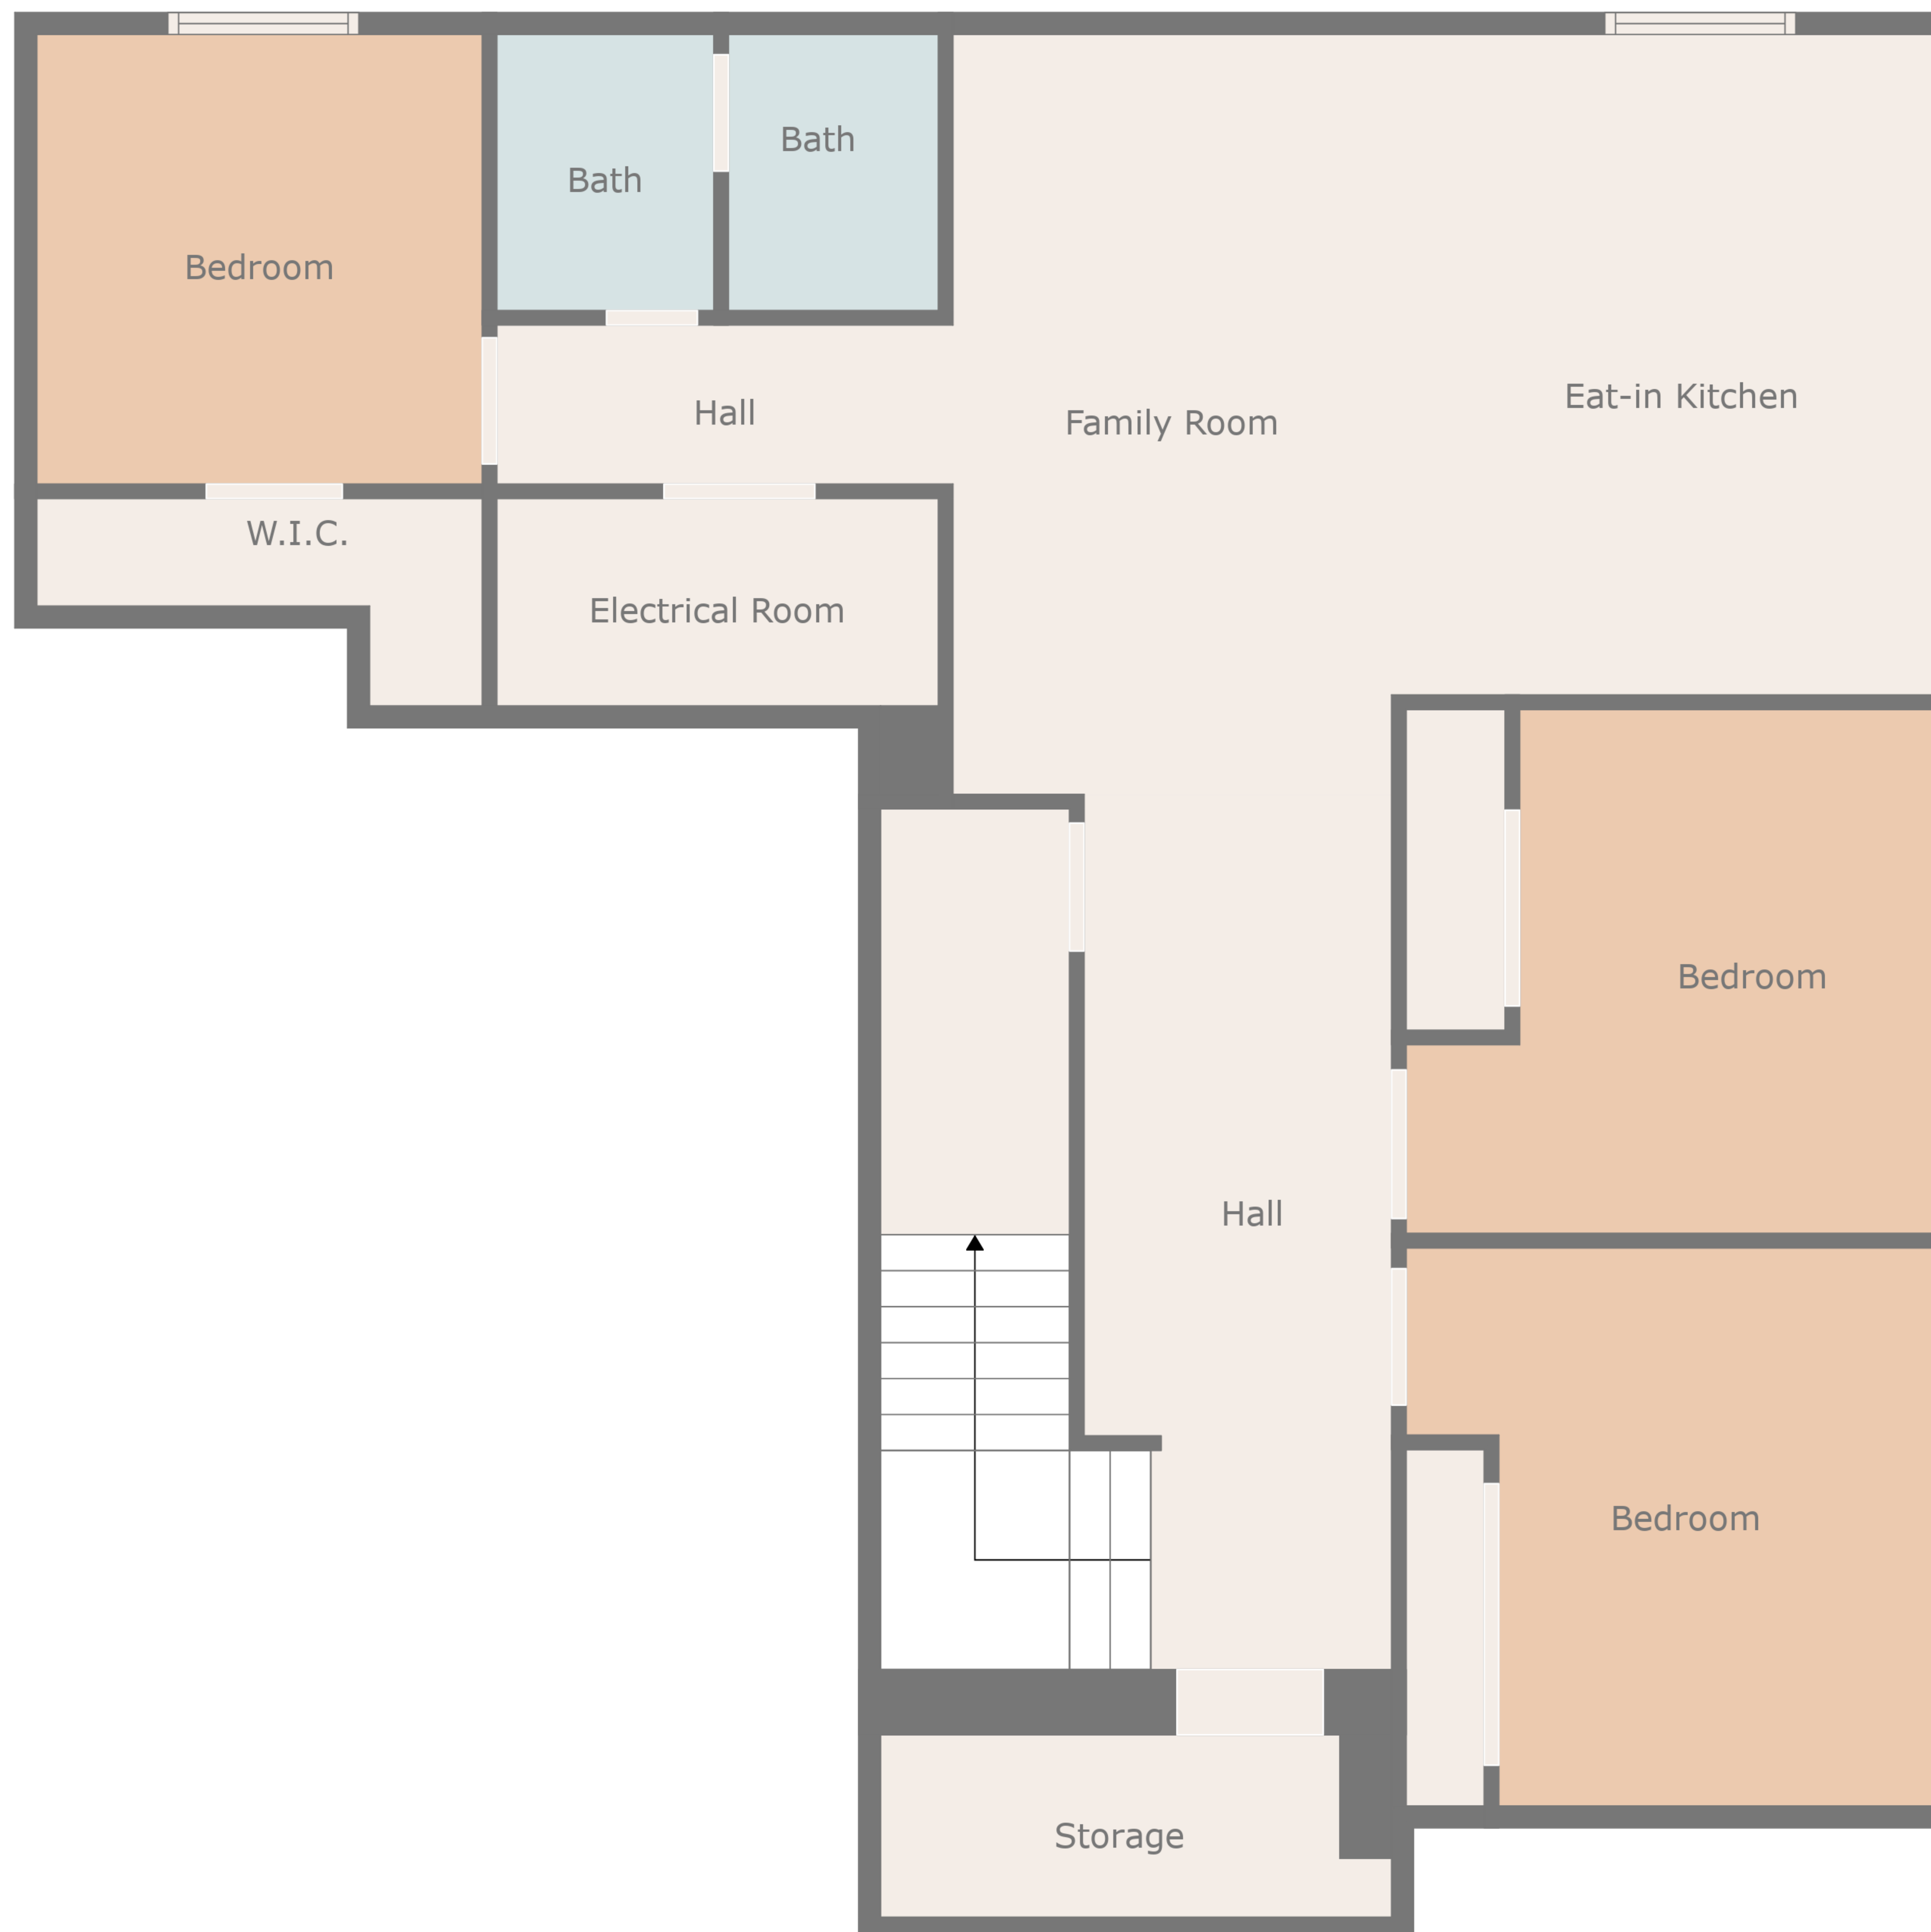 Bath
Bath
Bedroom
Eat-in Kitchen
Hall
Family Room
W.I.C.
Electrical Room
Bedroom
Hall
Bedroom
Storage